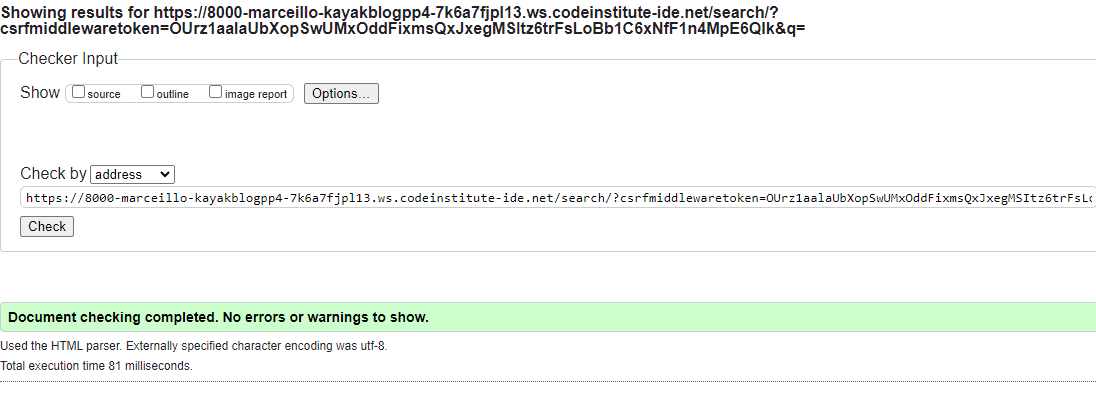 Showing results for https://8000-marceillo-kayakblogpp4-7k6a7fjpl13.ws.codeinstitute-ide.net/search/?
csrfmiddlewaretoken=OUrz1aalaUbXopSwUMxOddFixmsQxJxegMSItz6trFsLoBb1C6xNfF1n4MpE6QIk&q=
Checker Input
Show source outline image report Options...
Check by address
https://8000-marceillo-kayakblogpp4-7k6a7fjpl13.ws.codeinstitute-ide.net/search/?csrfmiddlewaretoken=OUrz1aalaUbXopSwUMxOddFixmsQxJxegMSItz6trFsLo
Check
Document checking completed. No errors or warnings to show.
Used the HTML parser. Externally specified character encoding was utf-8.
Total execution time 81 milliseconds.